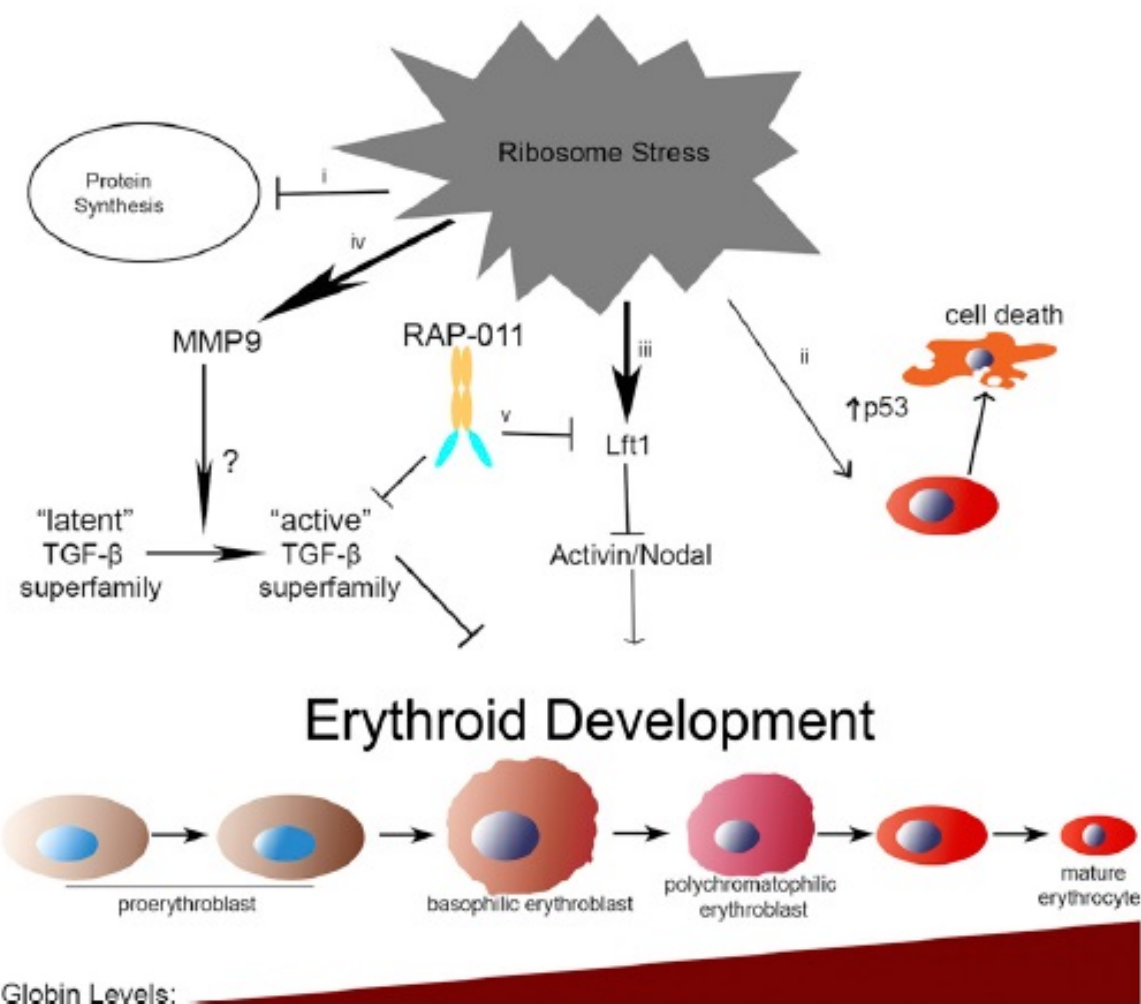 Ribosome Stress
Protein
Synthesis
i
iv
MMP9
RAP-011
iii
ii
cell death
↑p53
v
Lft1
?
“latent”
TGF-β
superfamily
“active”
TGF-β
superfamily
Activin/Nodal
Erythroid Development
proerythroblast
basophilic erythroblast
polychromatophilic
erythroblast
mature
erythrocyte
Globin Levels: